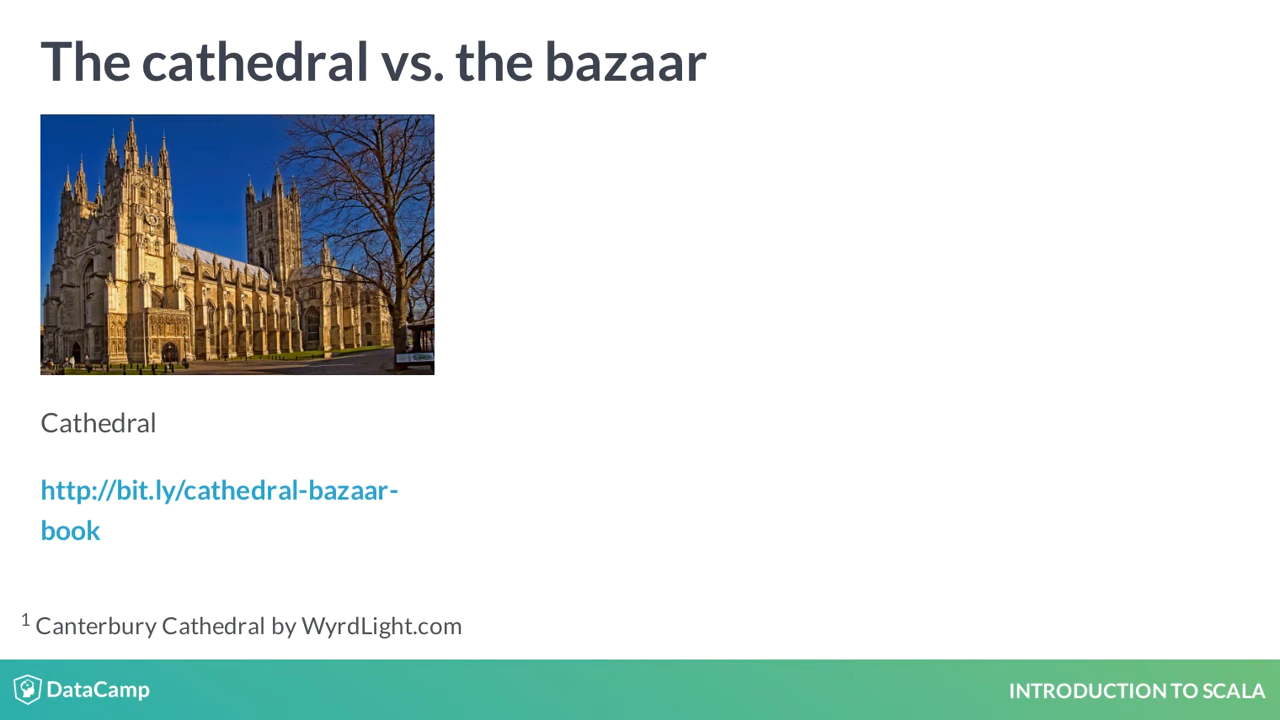 The cathedral vs. the bazaar
Cathedral
http://bit.ly/cathedral-bazaar-
book
1 Canterbury Cathedral by WyrdLight.com
DataCamp
INTRODUCTION TO SCALA